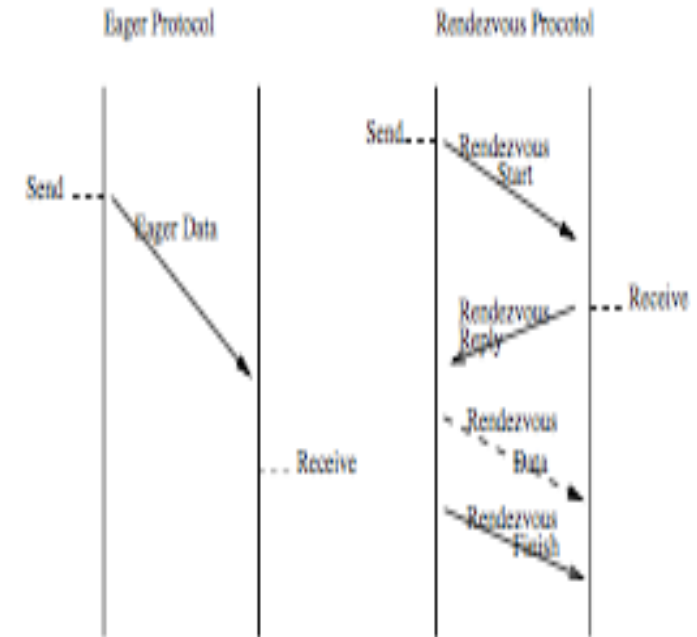 Eager Protocol
Rendezvous Procotol
Send
Eager Data
Receive
Send
Rendezvous
Start
Receive
Rendezvous
Reply
Rendezvous
Data
Rendezvous
Finish